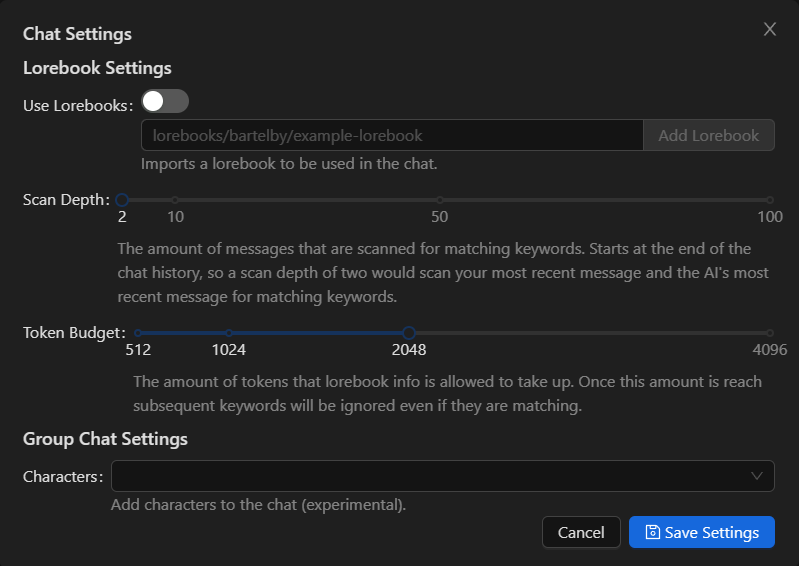 Chat Settings
Lorebook Settings
Use Lorebooks:
lorebooks/bartelby/example-lorebook Add Lorebook
Imports a lorebook to be used in the chat.
Scan Depth:
2 10 50 100
The amount of messages that are scanned for matching keywords. Starts at the end of the
chat history, so a scan depth of two would scan your most recent message and the AI's most
recent message for matching keywords.
Token Budget:
512 1024 2048 4096
The amount of tokens that lorebook info is allowed to take up. Once this amount is reach
subsequent keywords will be ignored even if they are matching.
Group Chat Settings
Characters:
Add characters to the chat (experimental).
Cancel Save Settings